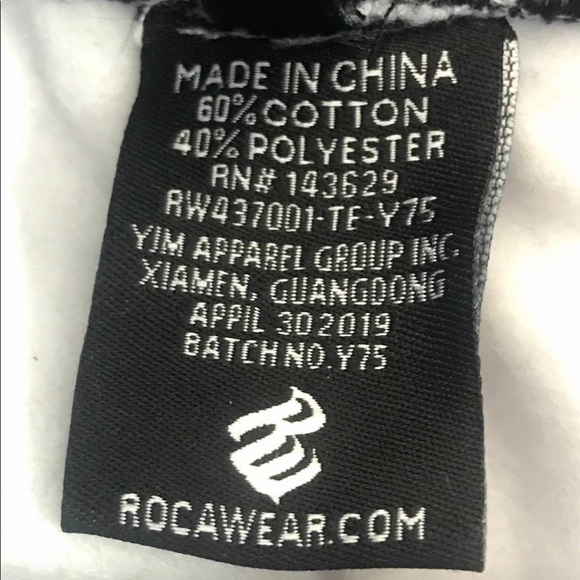 MADE IN CHINA
60% COTTON
40% POLYESTER
RN# 143629
RW437001-TE-Y75
YIM APPAREL GROUP INC.
XIAMEN, GUANGDONG
APPIL 30 2019
BATCH NO. Y75
RW
ROCAWEAR.COM